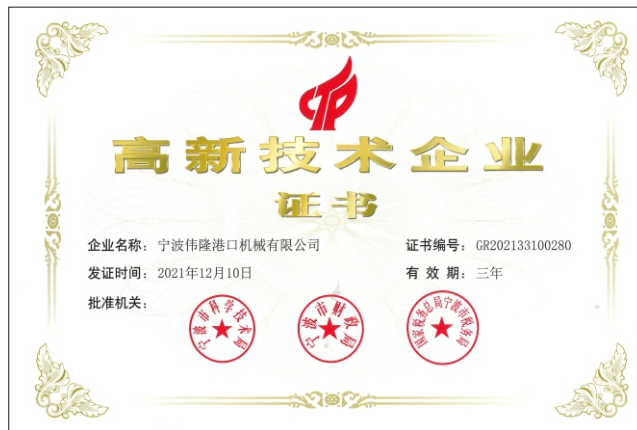 高新技术企业
证书
企业名称：宁波伟隆港口机械有限公司
证书编号：GR202133100280
发证时间：2021年12月10日
有效期：三年
批准机关：
宁波市科学技术局
宁波市财政局
国家税务总局宁波市税务局